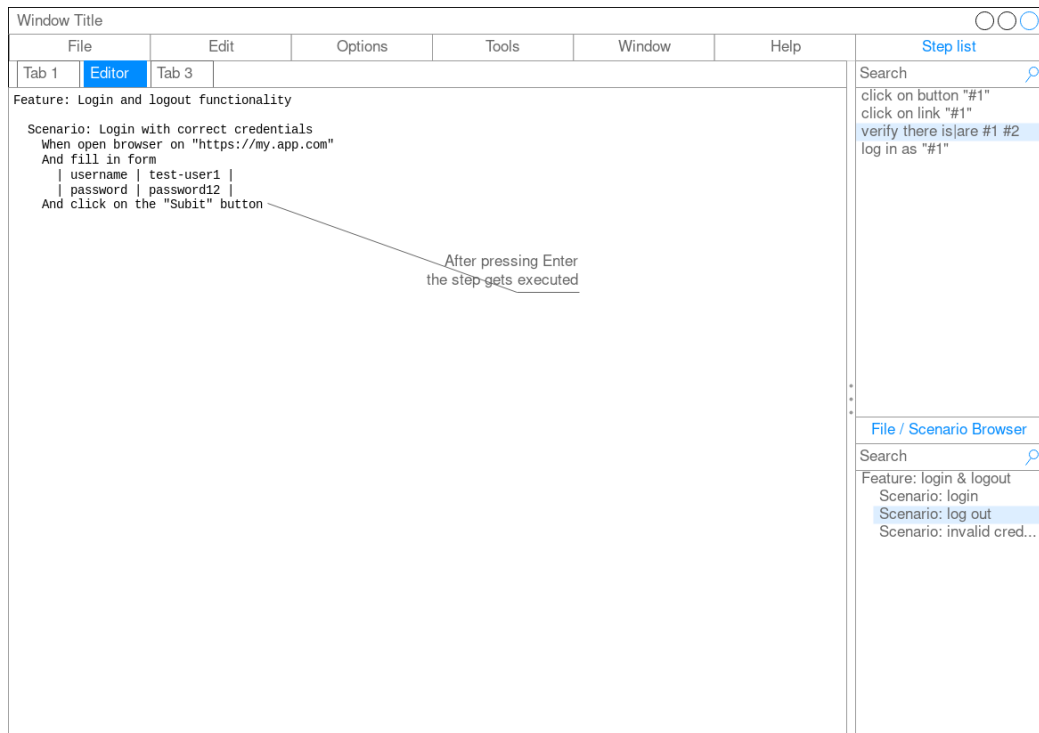 Window Title
File Edit Options Tools Window Help Step list
Tab 1 Editor Tab 3
Feature: Login and logout functionality
Scenario: Login with correct credentials
When open browser on "https://my.app.com"
And fill in form
| username | test-user1 |
| password | password12 |
And click on the "Subit" button
After pressing Enter
the step gets executed
Search
click on button "#1"
click on link "#1"
verify there is|are #1 #2
log in as "#1"
File / Scenario Browser
Search
Feature: login & logout
Scenario: login
Scenario: log out
Scenario: invalid cred...